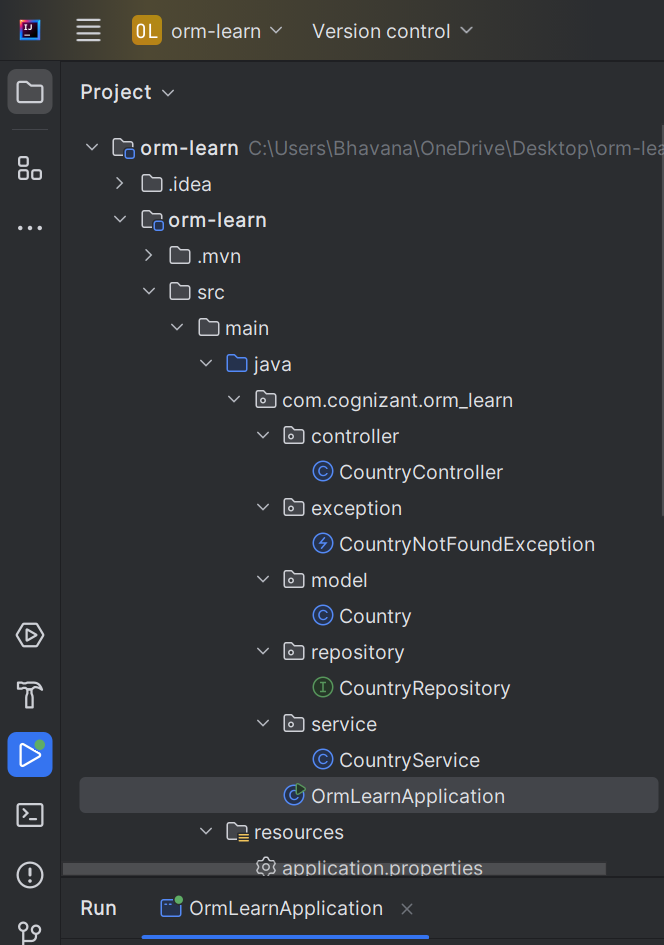 OL orm-learn Version control
Project
orm-learn C:\Users\Bhavana\OneDrive\Desktop\orm-lea
.idea
orm-learn
.mvn
src
main
java
com.cognizant.orm_learn
controller
CountryController
exception
CountryNotFoundException
model
Country
repository
CountryRepository
service
CountryService
OrmLearnApplication
resources
application.properties
Run OrmLearnApplication